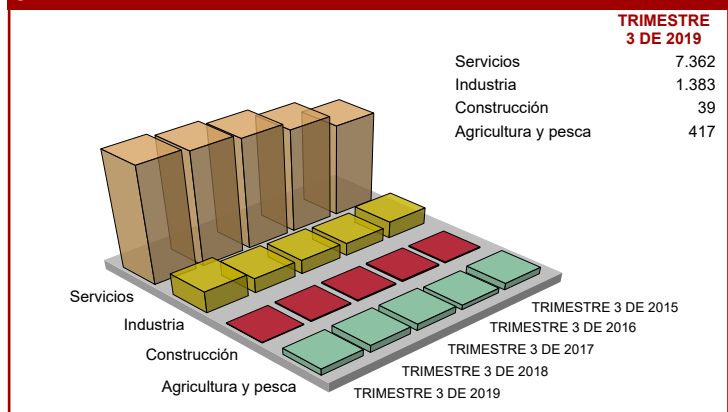 TRIMESTRE
3 DE 2019
Servicios 7.362
Industria 1.383
Construcción 39
Agricultura y pesca 417
Servicios
Industria
Construcción
Agricultura y pesca
TRIMESTRE 3 DE 2015
TRIMESTRE 3 DE 2016
TRIMESTRE 3 DE 2017
TRIMESTRE 3 DE 2018
TRIMESTRE 3 DE 2019